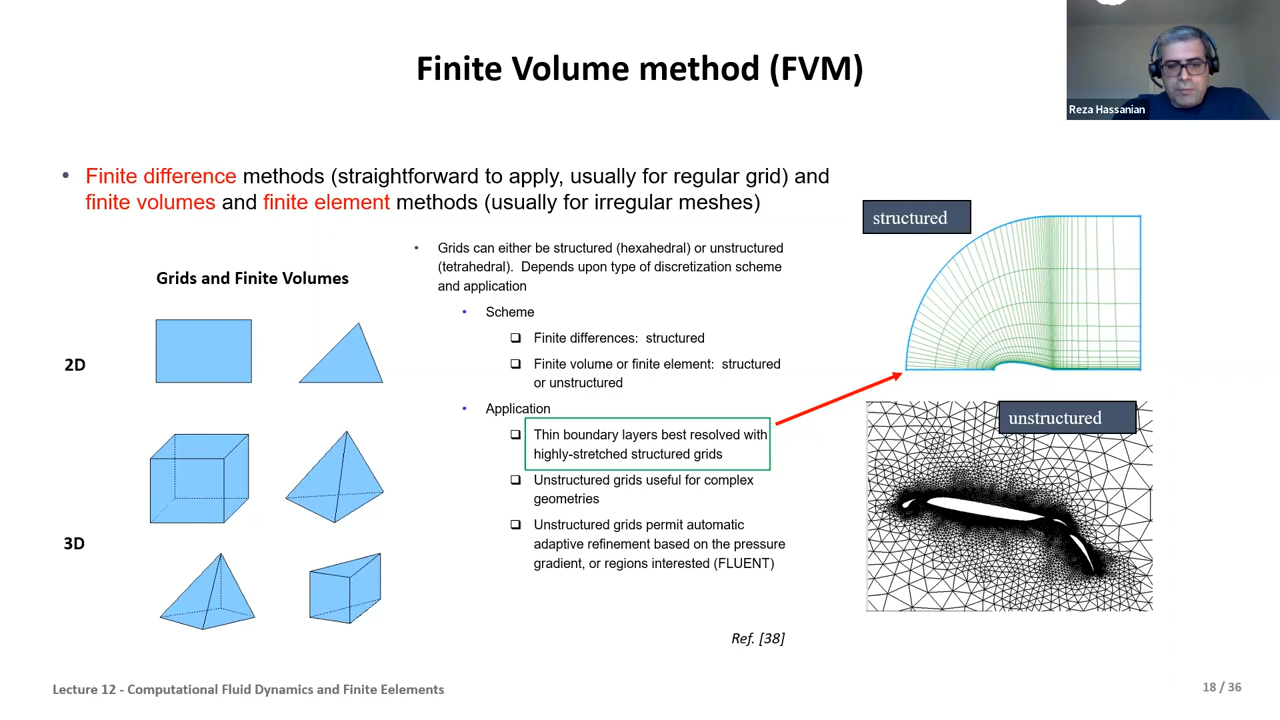 Finite Volume method (FVM)
Reza Hassanian
• Finite difference methods (straightforward to apply, usually for regular grid) and
finite volumes and finite element methods (usually for irregular meshes)
structured
• Grids can either be structured (hexahedral) or unstructured
(tetrahedral). Depends upon type of discretization scheme
and application
Grids and Finite Volumes
• Scheme
❑ Finite differences: structured
2D
❑ Finite volume or finite element: structured
or unstructured
• Application
unstructured
❑ Thin boundary layers best resolved with
highly-stretched structured grids
❑ Unstructured grids useful for complex
geometries
❑ Unstructured grids permit automatic
adaptive refinement based on the pressure
gradient, or regions interested (FLUENT)
3D
Ref. [38]
Lecture 12 - Computational Fluid Dynamics and Finite Eelements
18 / 36